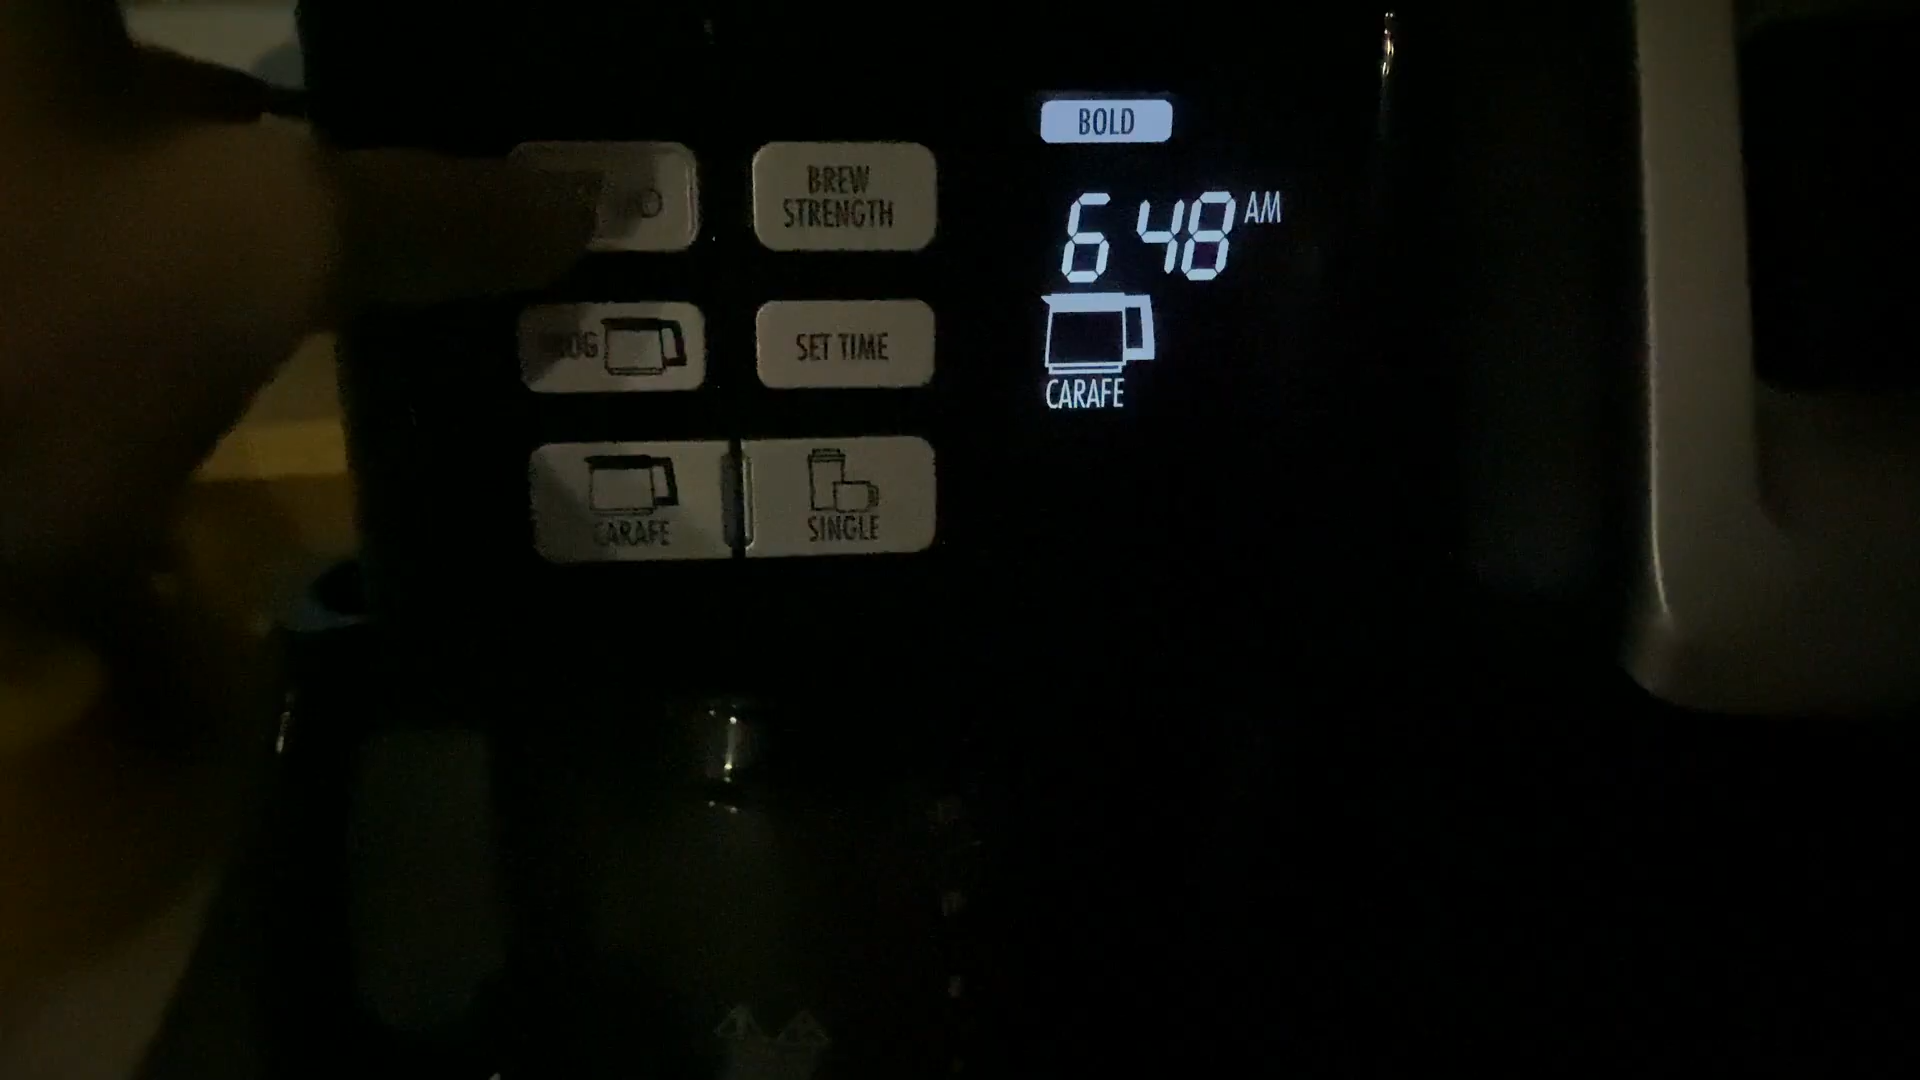 BOLD
BREW
STRENGTH
6 48 AM
SET TIME
CARAFE
CARAFE
SINGLE